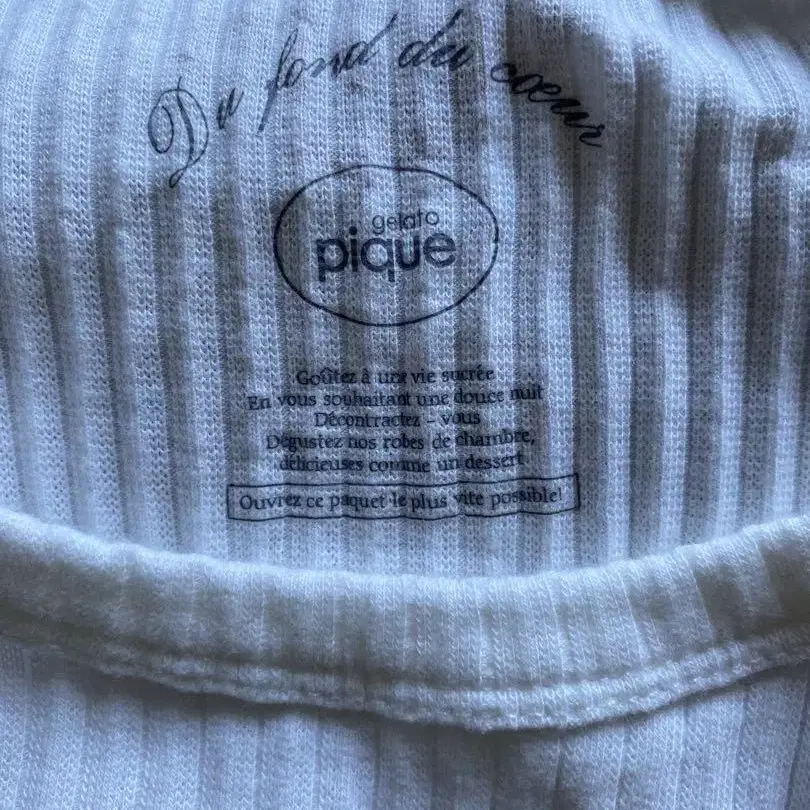 Du fond du cœur
gelato
pique
Goûtez à une vie sucrée
En vous souhaitant une douce nuit
Décontractez - vous
Dégustez nos robes de chambre,
délicieuses comme un dessert
Ouvrez ce paquet le plus vite possible!